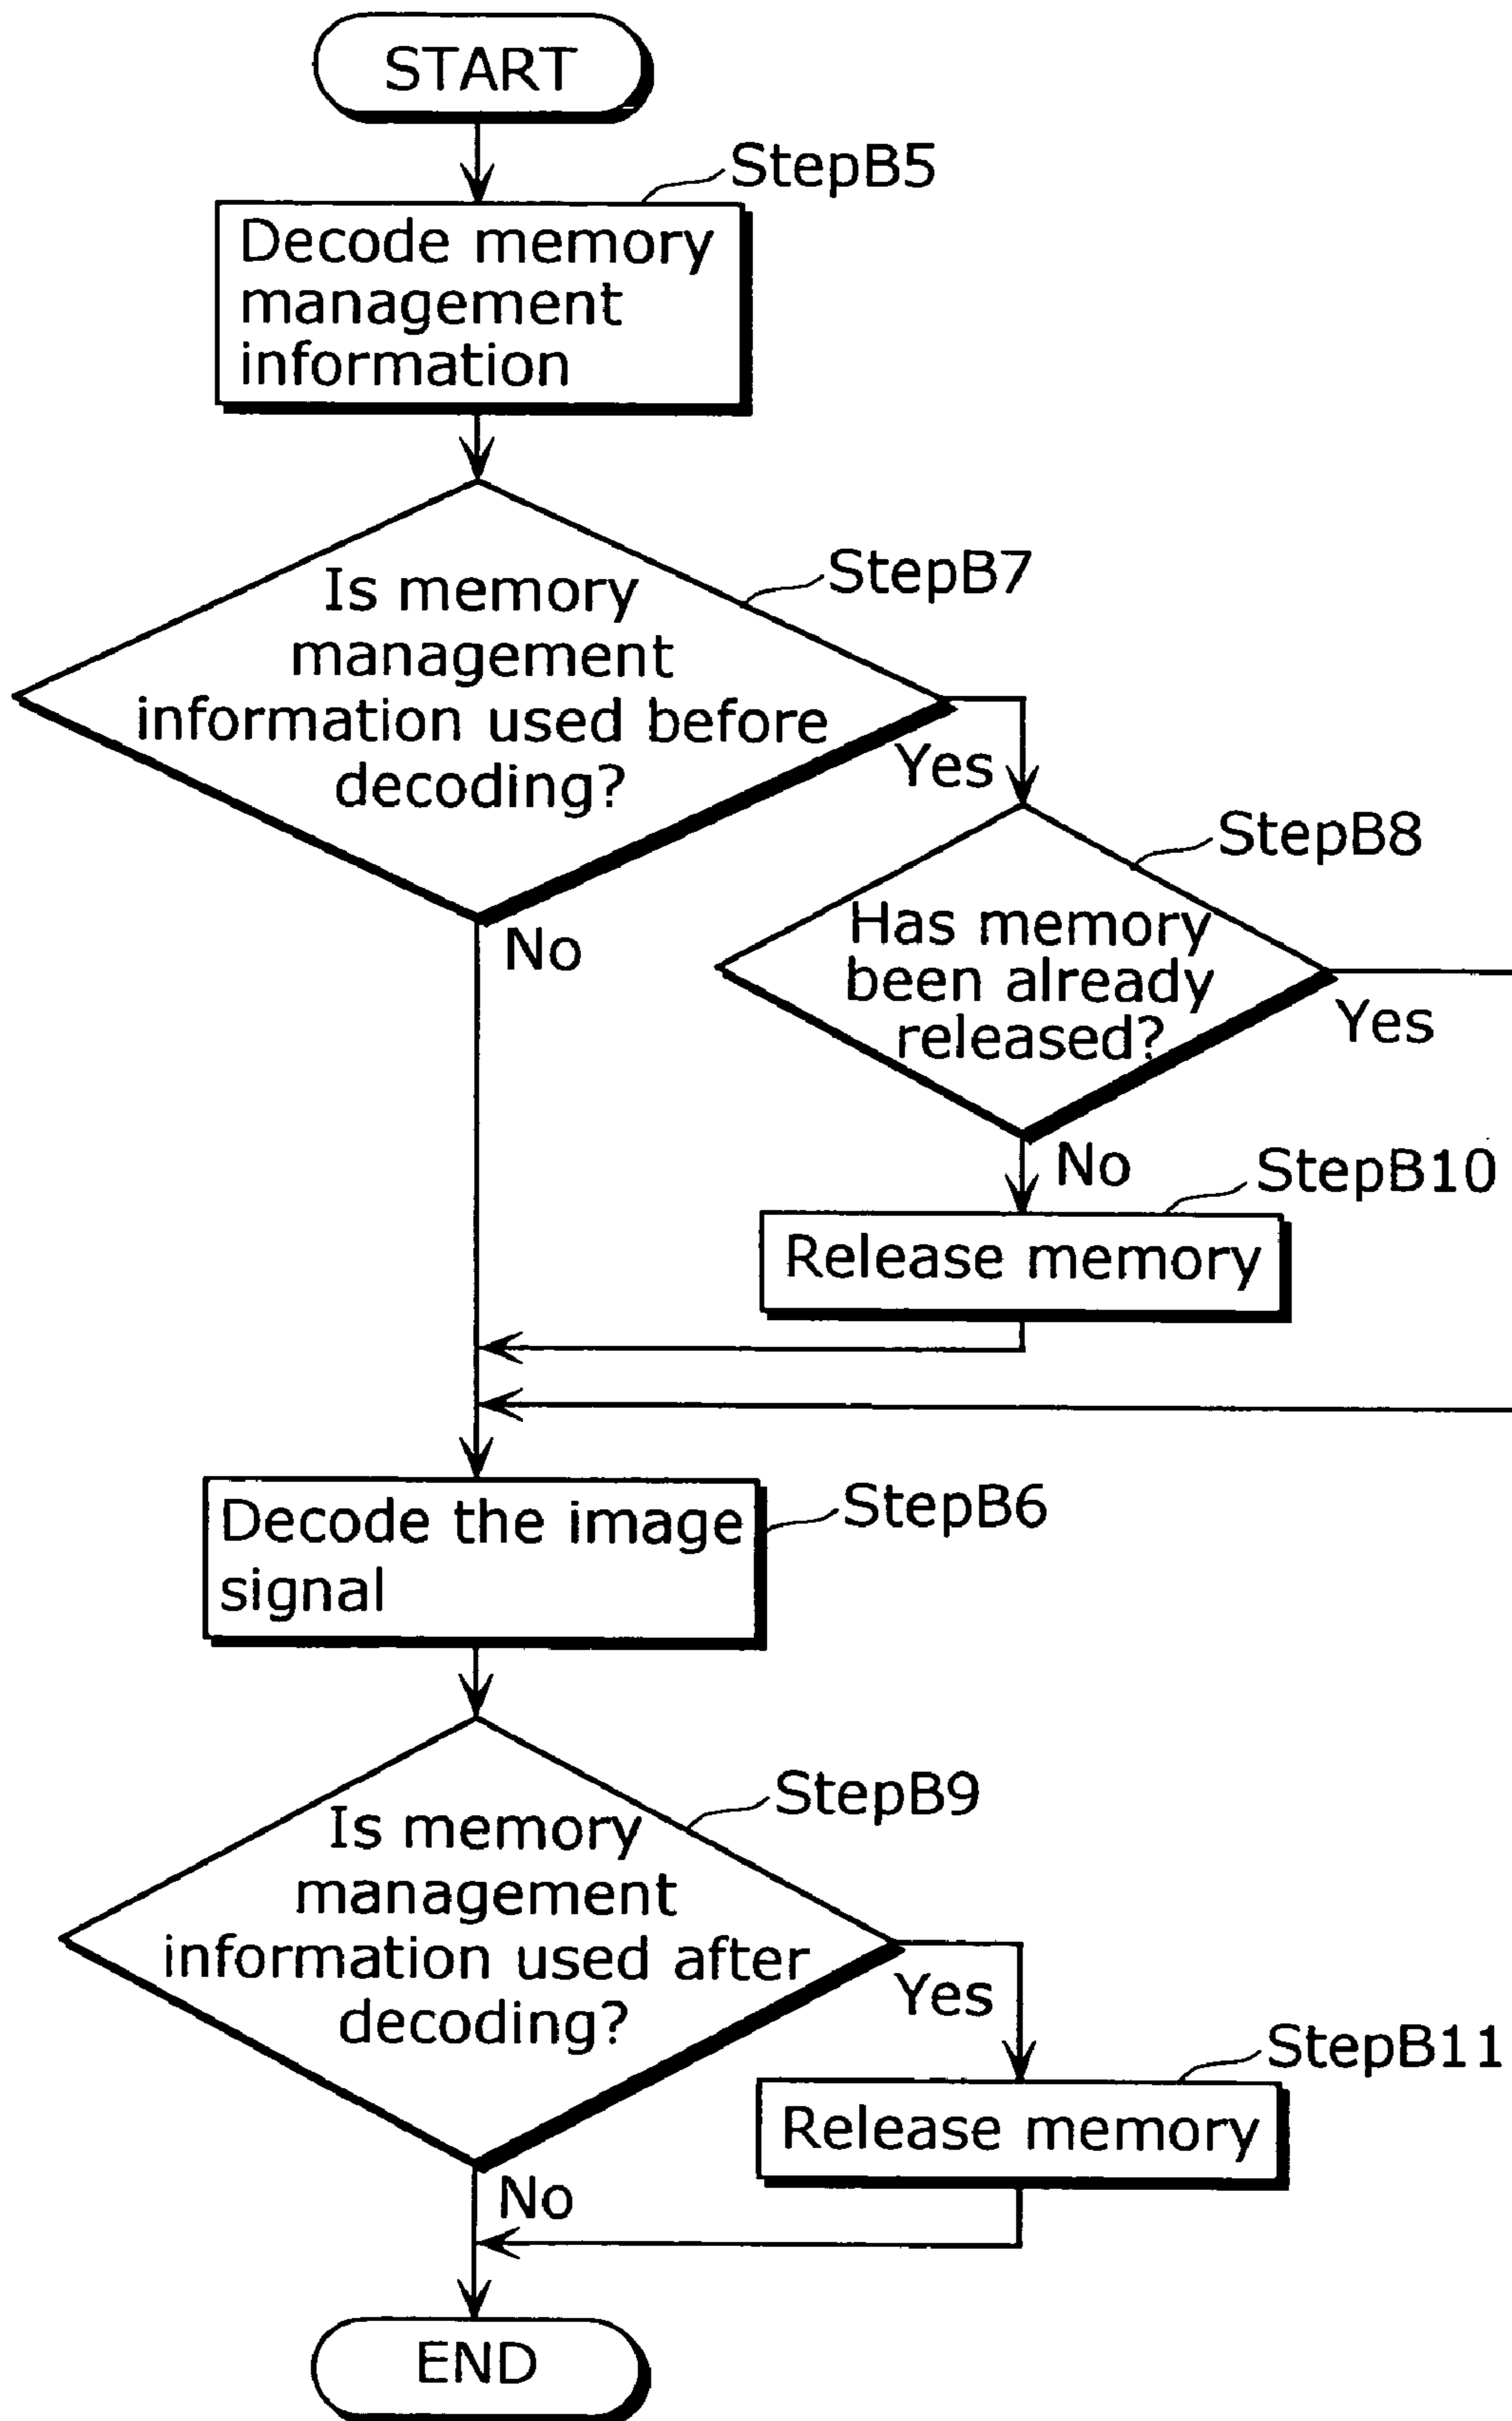 START
StepB5
Decode memory
management
information
StepB7
Is memory
management
information used before
decoding?
Yes
StepB8
Has memory
been already
released?
Yes
No
No
StepB10
Release memory
StepB6
Decode the image
signal
StepB9
Is memory
management
information used after
decoding?
Yes
StepB11
Release memory
No
END